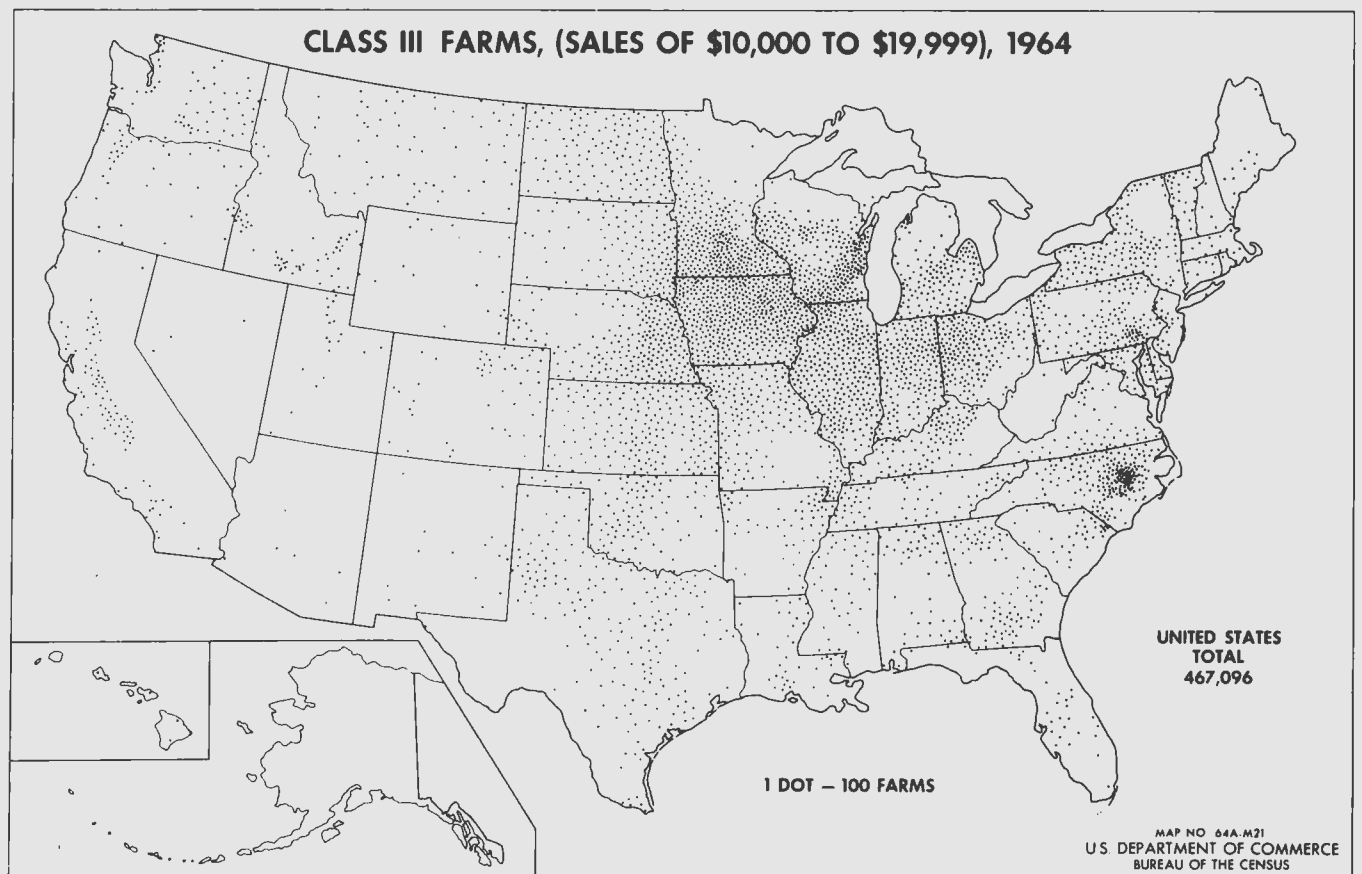 CLASS III FARMS, (SALES OF $10,000 TO $19,999), 1964
UNITED STATES
TOTAL
467,096
1 DOT – 100 FARMS
MAP NO 64A-M21
U.S. DEPARTMENT OF COMMERCE
BUREAU OF THE CENSUS